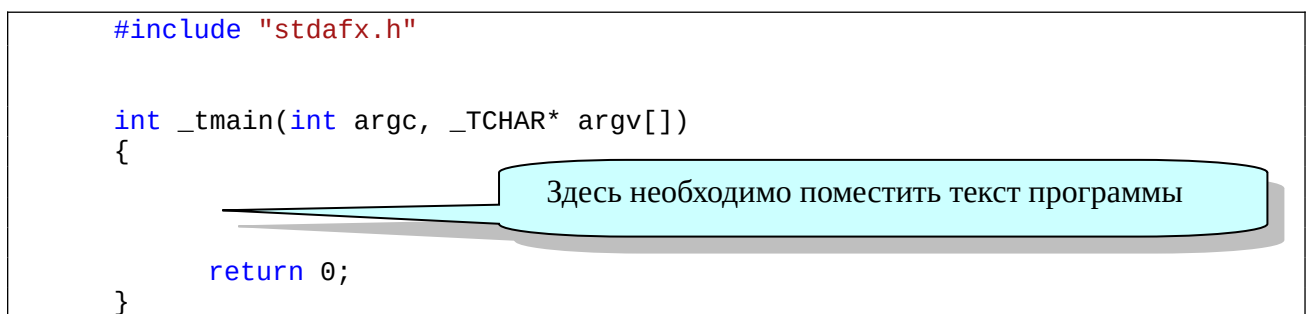 #include "stdafx.h"
int _tmain(int argc, _TCHAR* argv[])
{
Здесь необходимо поместить текст программы
return 0;
}